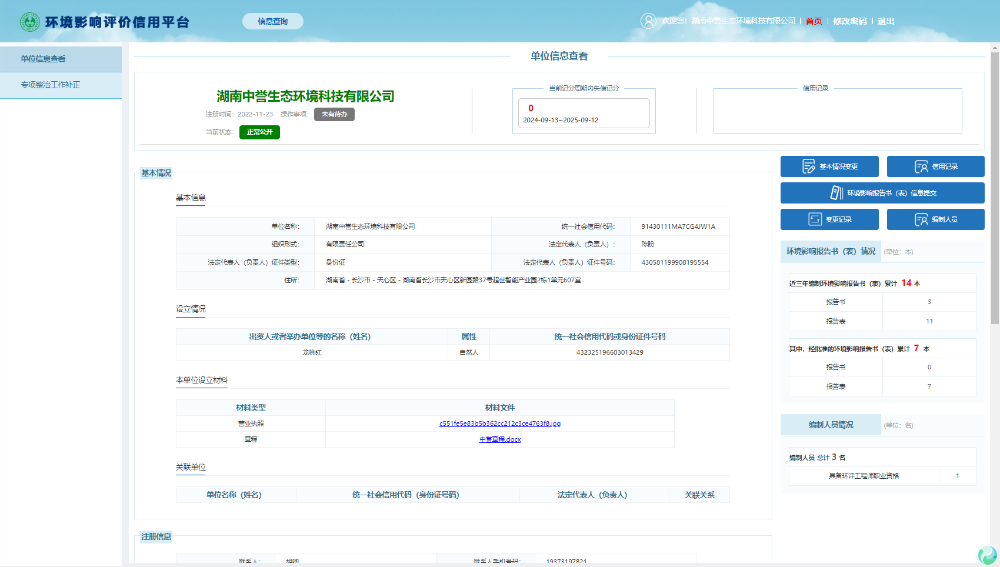 环境影响评价信用平台
信息查询
欢迎您！湖南中誉生态环境科技有限公司 | 首页 | 修改密码 | 退出
单位信息查看
专项整治工作补正
单位信息查看
湖南中誉生态环境科技有限公司
注册时间：2022-11-23 操作事项：未有待办
当前状态：正常公开
当前记分周期内失信记分
0
2024-09-13~2025-09-12
信用记录
基本情况变更
信用记录
环境影响报告书（表）信息提交
变更记录
编制人员
基本情况
基本信息
单位名称： 湖南中誉生态环境科技有限公司 统一社会信用代码： 91430111MA7CG4JW1A
组织形式： 有限责任公司 法定代表人（负责人）： 陈盼
法定代表人（负责人）证件类型： 身份证 法定代表人（负责人）证件号码： 430581199908195554
住所： 湖南省 - 长沙市 - 天心区 - 湖南省长沙市天心区新园路37号超世智能产业园2栋1单元607室
设立情况
出资人或者举办单位等的名称（姓名） 属性 统一社会信用代码或身份证件号码
龙桃红 自然人 432325196603013429
本单位设立材料
材料类型 材料文件
营业执照 c551fe5e83b5b362cc212c3ce4763f8.jpg
章程 中誉章程.docx
关联单位
单位名称（姓名） 统一社会信用代码（身份证号码） 法定代表人（负责人） 关联关系
注册信息
联系人： 胡卿 联系人手机号码： 19373197821
环境影响报告书（表）情况 （单位：本）
近三年编制环境影响报告书（表）累计 14 本
报告书 3
报告表 11
其中，经批准的环境影响报告书（表）累计 7 本
报告书 0
报告表 7
编制人员情况 （单位：名）
编制人员 总计 3 名
具备环评工程师职业资格 1